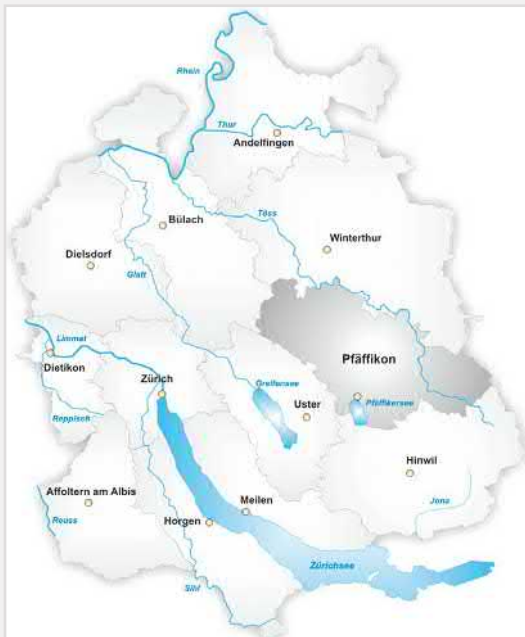 Rhein
Thur
Andelfingen
Töss
Bülach
Winterthur
Dielsdorf
Glatt
Limmat
Pfäffikon
Dietikon
Zürich
Greifensee
Pfäffikersee
Reppisch
Uster
Hinwil
Affoltern am Albis
Meilen
Jona
Reuss
Horgen
Zürichsee
Sihl